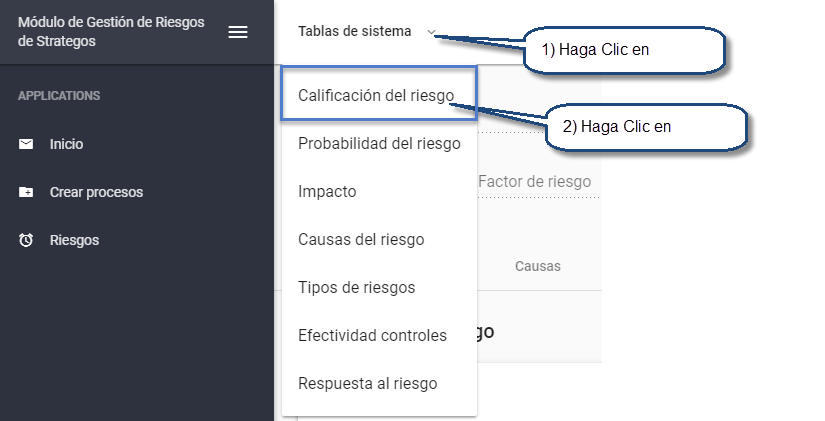 Módulo de Gestión de Riesgos
de Strategos
Tablas de sistema
1) Haga Clic en
APPLICATIONS
Calificación del riesgo
2) Haga Clic en
Inicio
Probabilidad del riesgo
Crear procesos
Impacto
Factor de riesgo
Riesgos
Causas del riesgo
Causas
Tipos de riesgos
Efectividad controles
Respuesta al riesgo